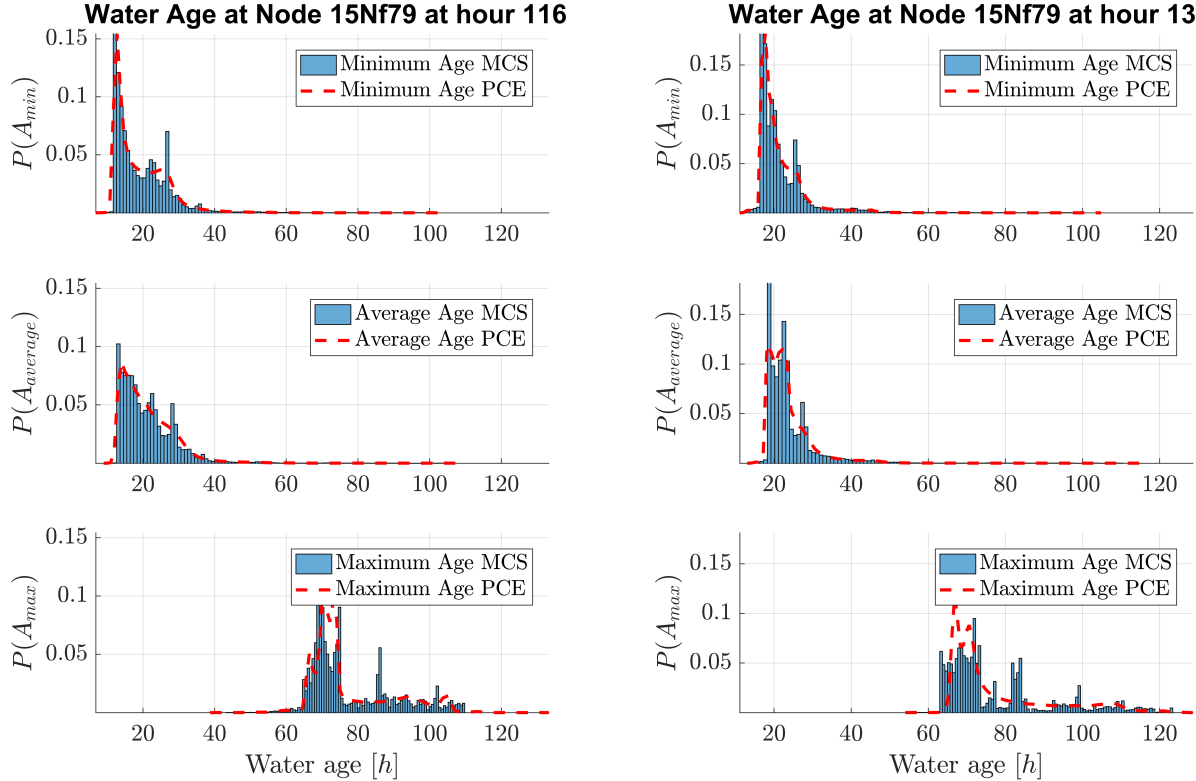 Water Age at Node 15Nf79 at hour 116
0.15
0.1
0.05
P(A_min)
Minimum Age MCS
Minimum Age PCE
20 40 60 80 100 120
0.15
0.1
0.05
P(A_average)
Average Age MCS
Average Age PCE
20 40 60 80 100 120
0.15
0.1
0.05
P(A_max)
Maximum Age MCS
Maximum Age PCE
20 40 60 80 100 120
Water age [h]
Water Age at Node 15Nf79 at hour 13
0.15
0.1
0.05
P(A_min)
Minimum Age MCS
Minimum Age PCE
20 40 60 80 100 120
0.15
0.1
0.05
P(A_average)
Average Age MCS
Average Age PCE
20 40 60 80 100 120
0.15
0.1
0.05
P(A_max)
Maximum Age MCS
Maximum Age PCE
20 40 60 80 100 120
Water age [h]